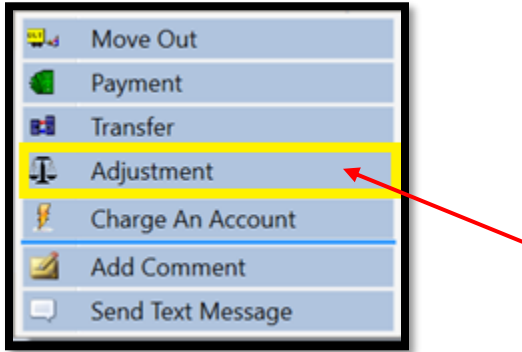 Move Out
Payment
Transfer
Adjustment
Charge An Account
Add Comment
Send Text Message